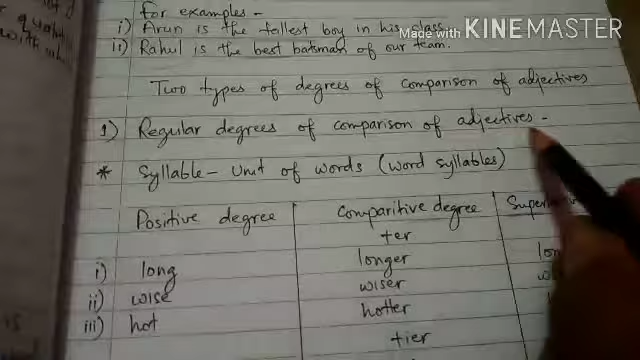 for examples -
i) Arun is the tallest boy in his class.
ii) Rahul is the best batsman of our team.
Made with KINEMASTER
Two types of degrees of comparison of adjectives
1) Regular degrees of comparison of adjectives -
* Syllable - Unit of words (word syllables)
Positive degree Comparitive degree
+er
i) long longer
ii) wise wiser
iii) hot hotter
+ier